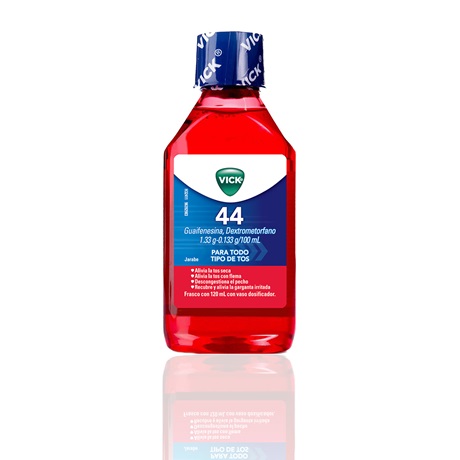 VICK
VICK
44
Guaifenesina, Dextrometorfano
1.33 g-0.133 g/100 mL
PARA TODO
TIPO DE TOS
Jarabe
Alivia la tos seca
Alivia la tos con flema
Descongestiona el pecho
Recubre y alivia la garganta irritada
Frasco con 120 mL con vaso dosificador.